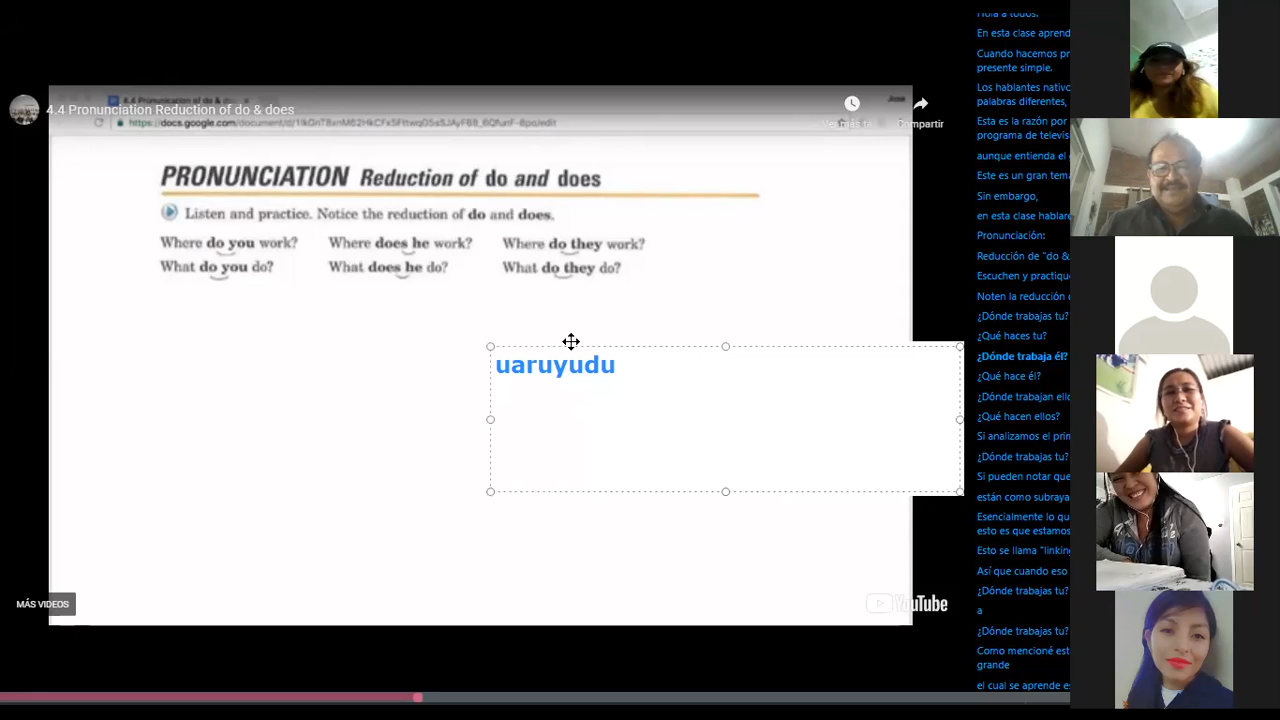 4.4 Pronunciation Reduction of do & does
Compartir
PRONUNCIATION Reduction of do and does
Listen and practice. Notice the reduction of do and does.
Where do you work? Where does he work? Where do they work?
What do you do? What does he do? What do they do?
uaruyudu
MÁS VIDEOS
YouTube
Hola a todos.
En esta clase aprend
Cuando hacemos pr
presente simple.
Los hablantes nativo
palabras diferentes,
Esta es la razón por
programa de televis
aunque entienda el
Este es un gran tem
Sin embargo,
en esta clase hablare
Pronunciación:
Reducción de "do &
Escuchen y practiqu
Noten la reducción
¿Dónde trabajas tu?
¿Qué haces tu?
¿Dónde trabaja él?
¿Qué hace él?
¿Dónde trabajan ello
¿Qué hacen ellos?
Si analizamos el prin
¿Dónde trabajas tu?
Si pueden notar que
están como subraya
Esencialmente lo qu
esto es que estamos
Esto se llama "linkin
Así que cuando eso
¿Dónde trabajas tu?
a
¿Dónde trabajas tu?
Como mencioné est
grande
el cual se aprende e